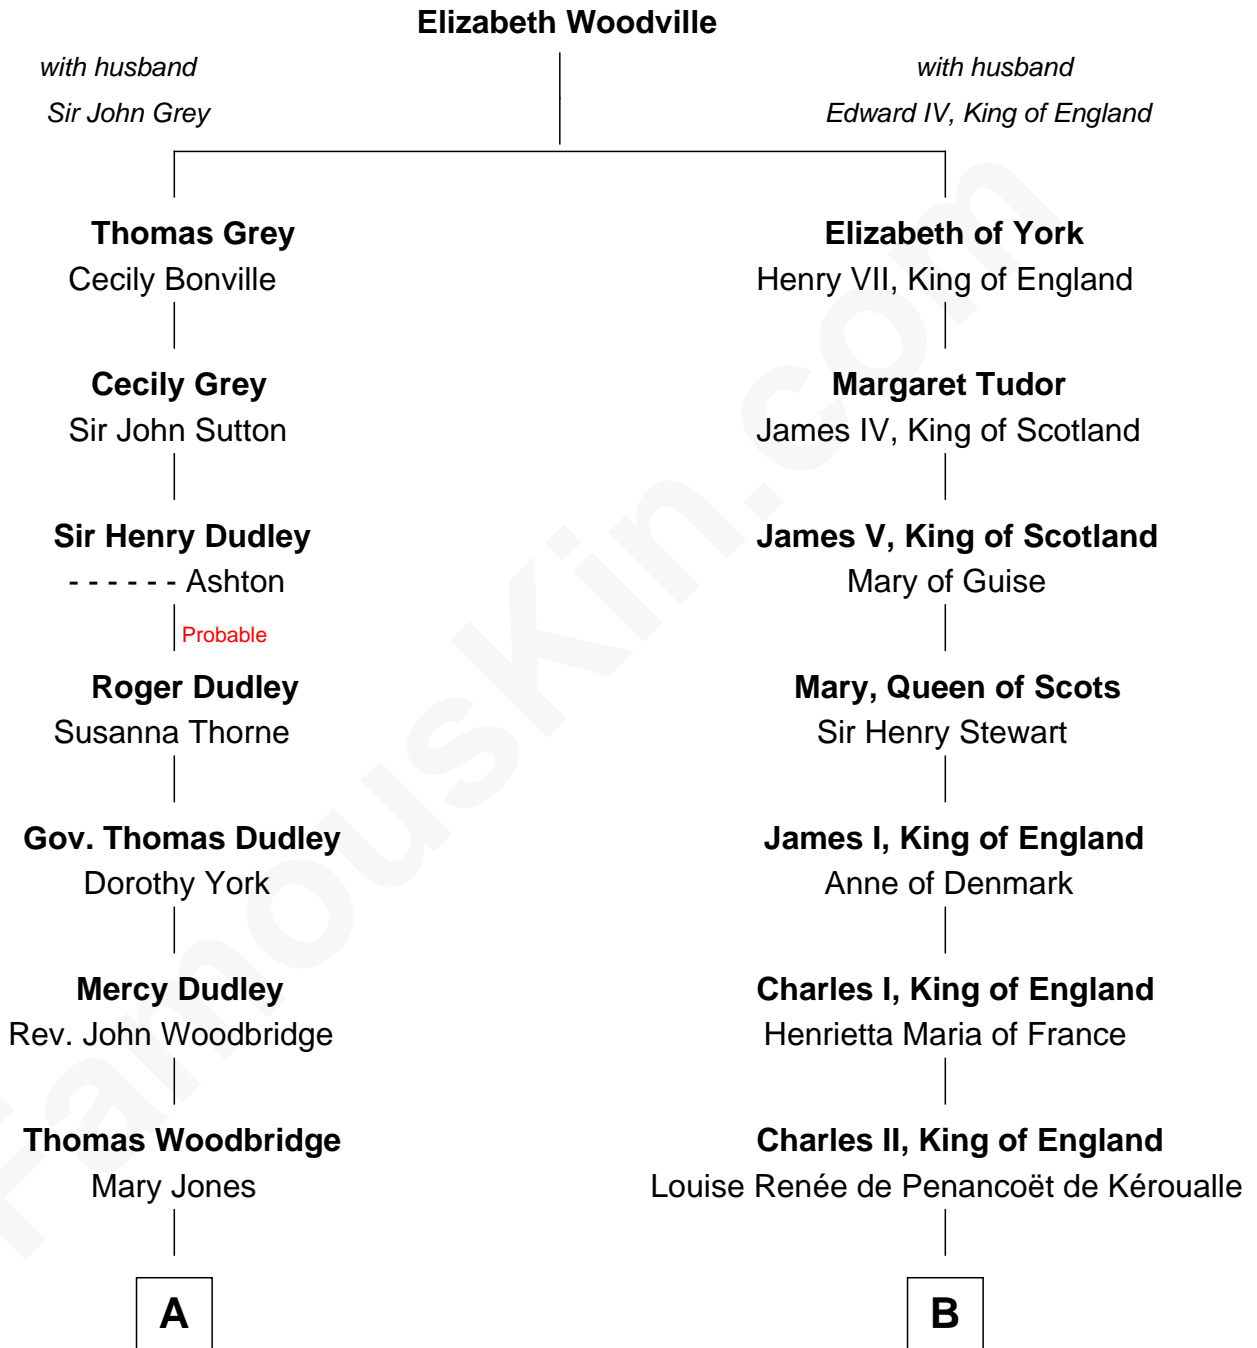 Elizabeth Woodville
with husband
Sir John Grey
with husband
Edward IV, King of England
Thomas Grey
Cecily Bonville
Elizabeth of York
Henry VII, King of England
Cecily Grey
Sir John Sutton
Margaret Tudor
James IV, King of Scotland
Sir Henry Dudley
- - - - - - Ashton
James V, King of Scotland
Mary of Guise
Probable
Roger Dudley
Susanna Thorne
Mary, Queen of Scots
Sir Henry Stewart
Gov. Thomas Dudley
Dorothy York
James I, King of England
Anne of Denmark
Mercy Dudley
Rev. John Woodbridge
Charles I, King of England
Henrietta Maria of France
Thomas Woodbridge
Mary Jones
Charles II, King of England
Louise Renée de Penancoët de Kéroualle
A
B
FamousKin.com